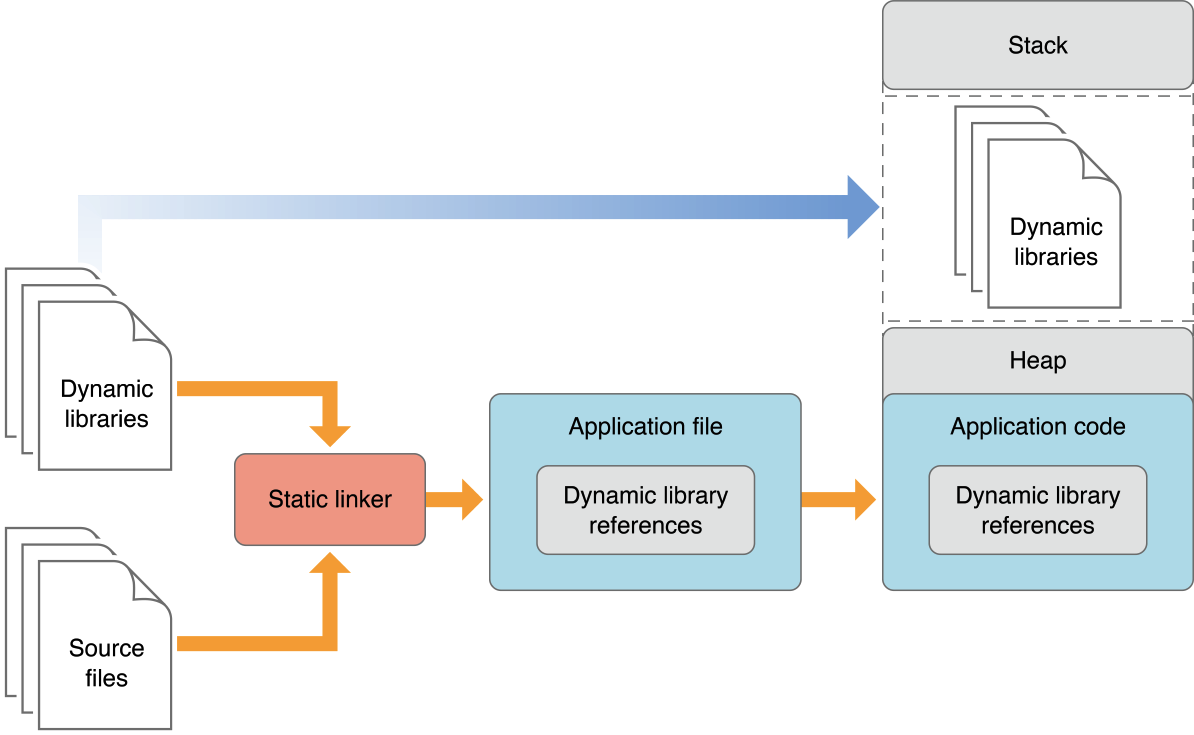 Stack
Dynamic
libraries
Heap
Dynamic
libraries
Application file
Application code
Static linker
Dynamic library
references
Dynamic library
references
Source
files